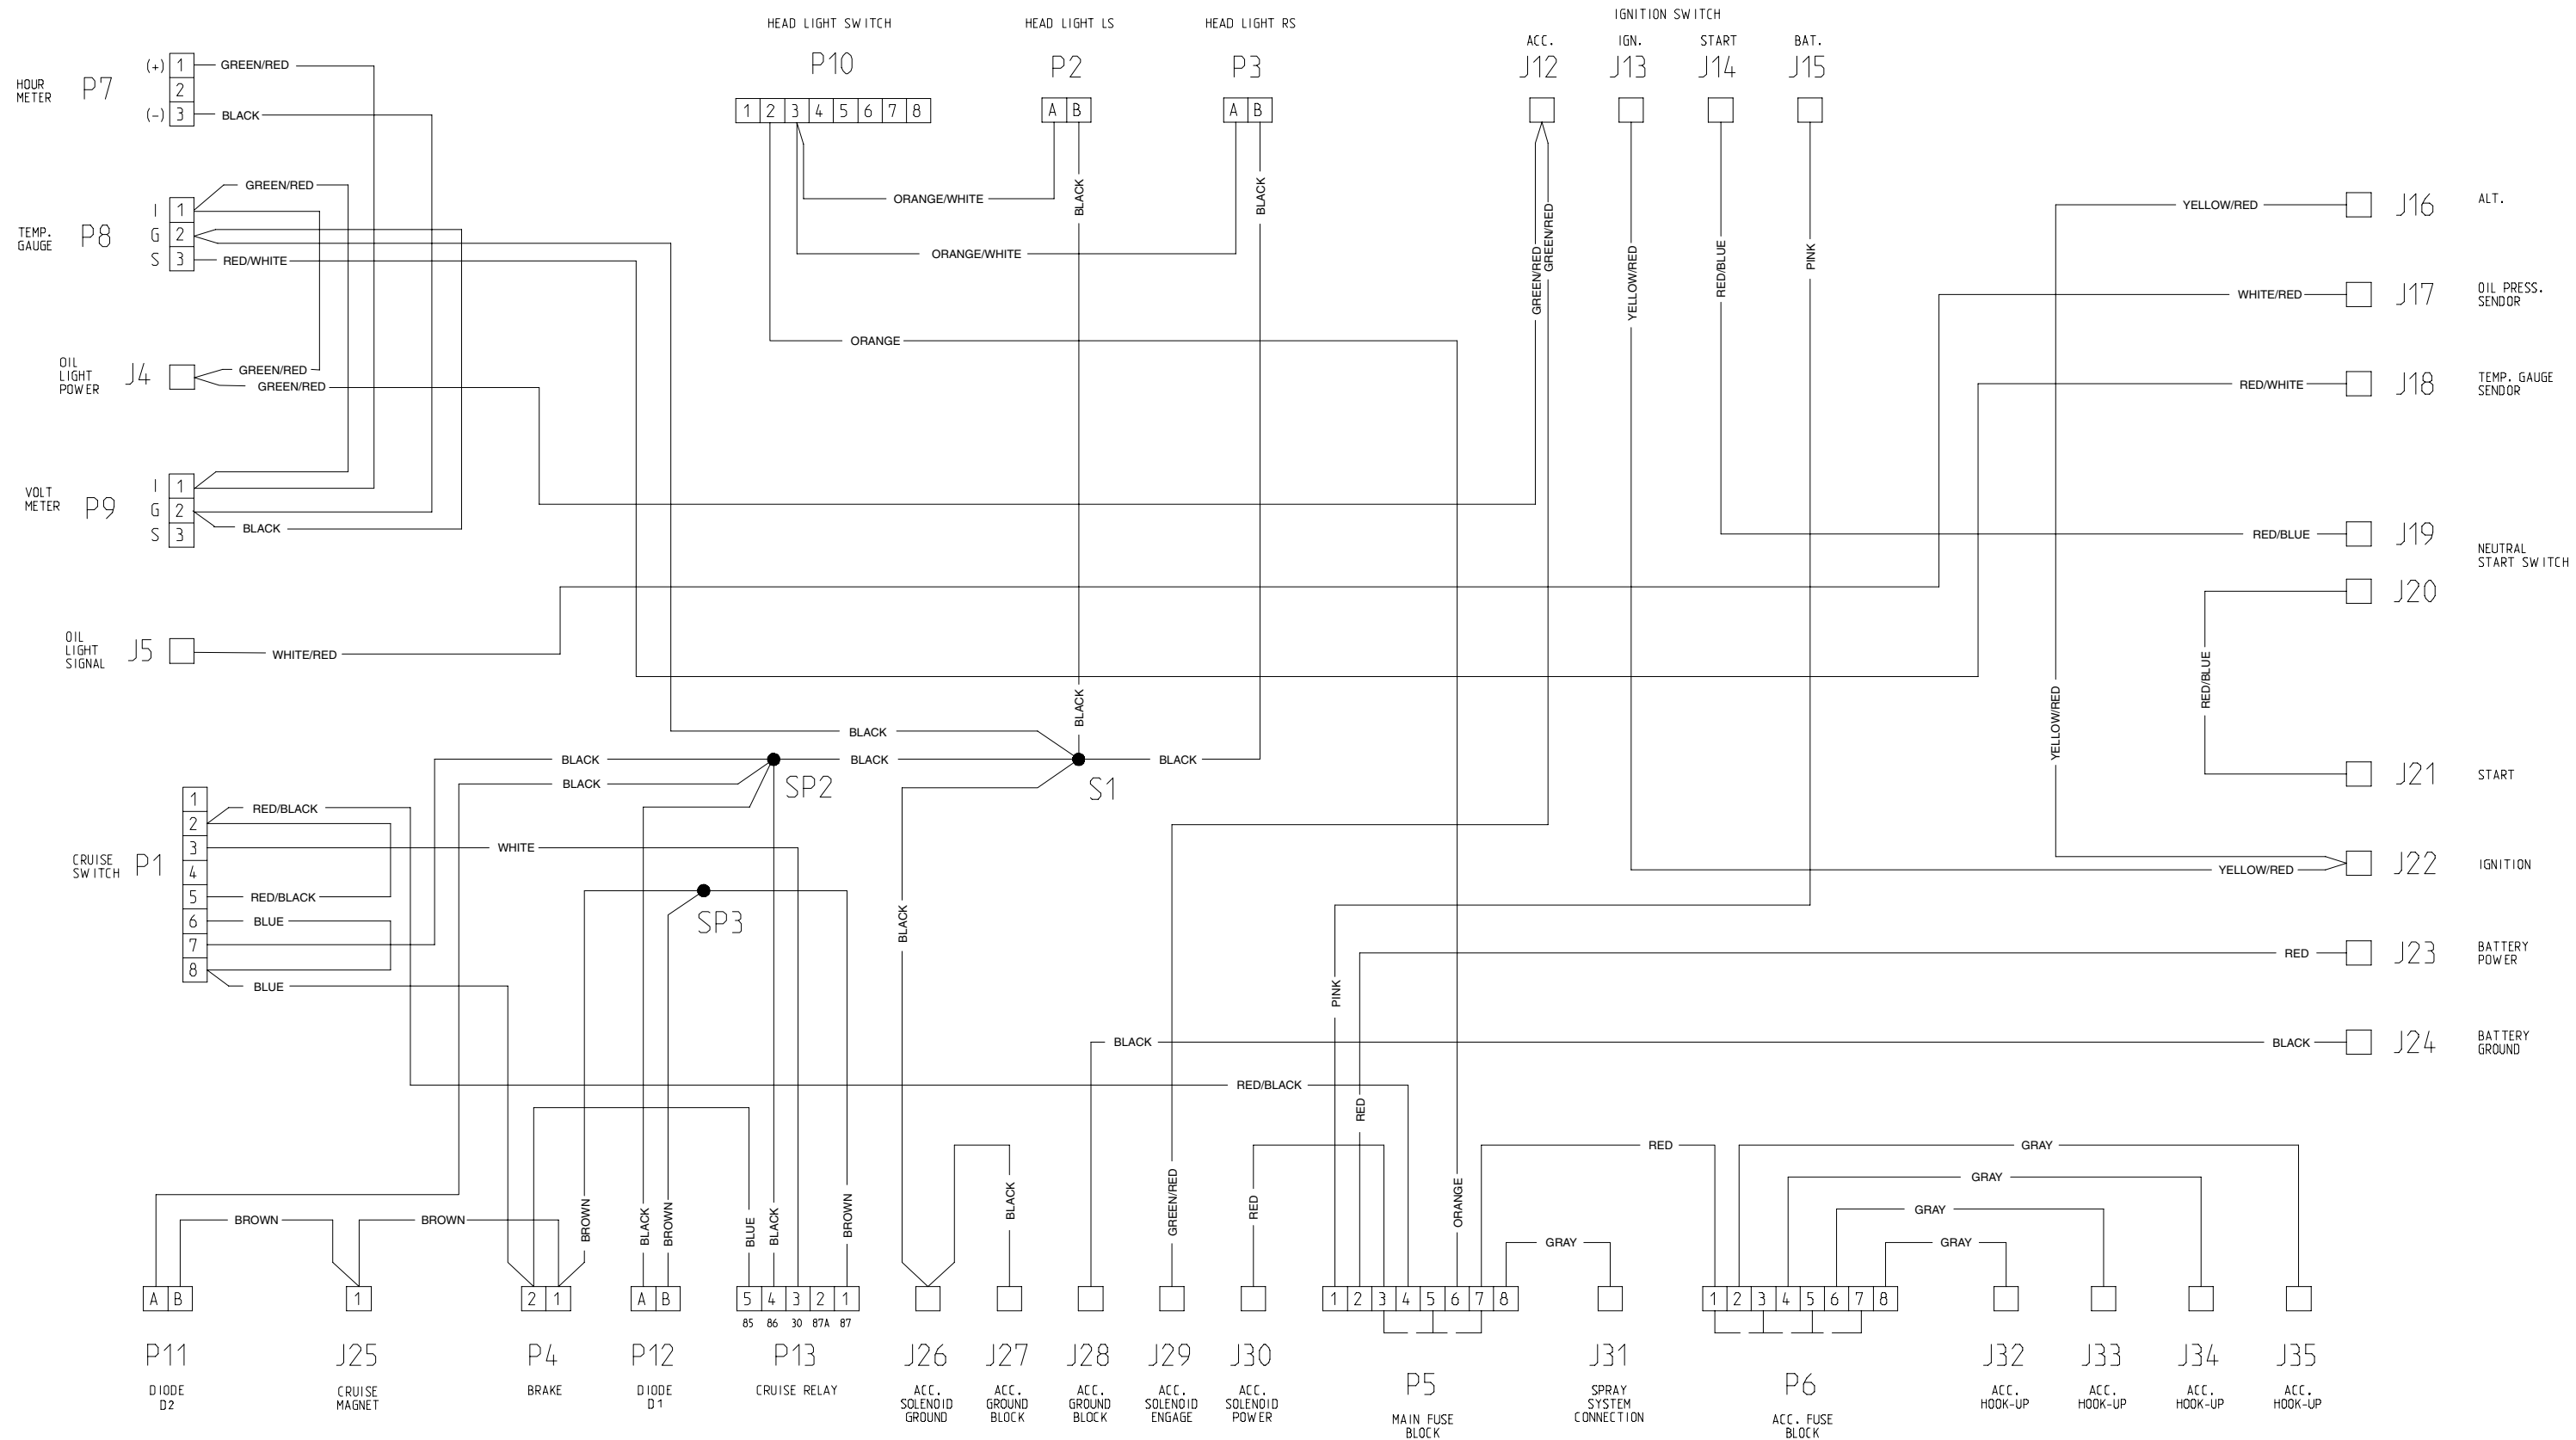 HEAD LIGHT SWITCH
HEAD LIGHT LS
HEAD LIGHT RS
IGNITION SWITCH
ACC.
IGN.
START
BAT.
P10
P2
P3
J12
J13
J14
J15
1 2 3 4 5 6 7 8
A B
A B
HOUR
METER
P7
(+) 1 GREEN/RED
2
(-) 3 BLACK
TEMP.
GAUGE
P8
GREEN/RED
I 1
G 2
S 3 RED/WHITE
OIL
LIGHT
POWER
J4
GREEN/RED
GREEN/RED
VOLT
METER
P9
I 1
G 2
S 3
BLACK
OIL
LIGHT
SIGNAL
J5
WHITE/RED
ORANGE/WHITE
ORANGE/WHITE
BLACK
BLACK
ORANGE
GREEN/RED
GREEN/RED
YELLOW/RED
RED/BLUE
PINK
YELLOW/RED
J16
ALT.
WHITE/RED
J17
OIL PRESS.
SENDOR
RED/WHITE
J18
TEMP. GAUGE
SENDOR
RED/BLUE
J19
NEUTRAL
START SWITCH
J20
RED/BLUE
YELLOW/RED
J21
START
YELLOW/RED
J22
IGNITION
RED
J23
BATTERY
POWER
BLACK
BLACK
J24
BATTERY
GROUND
BLACK
BLACK
BLACK
BLACK
BLACK
BLACK
SP2
S1
CRUISE
SWITCH
P1
1
2
3
4
5
6
7
8
RED/BLACK
WHITE
RED/BLACK
BLUE
BLUE
SP3
BLACK
PINK
RED/BLACK
RED
BROWN
BROWN
BROWN
BLACK
BROWN
BLUE
BLACK
BROWN
BLACK
GREEN/RED
RED
ORANGE
RED
GRAY
GRAY
GRAY
GRAY
GRAY
A B
1
2 1
A B
5 4 3 2 1
85 86 30 87A 87
1 2 3 4 5 6 7 8
1 2 3 4 5 6 7 8
P11
DIODE
D2
J25
CRUISE
MAGNET
P4
BRAKE
P12
DIODE
D1
P13
CRUISE RELAY
J26
ACC.
SOLENOID
GROUND
J27
ACC.
GROUND
BLOCK
J28
ACC.
GROUND
BLOCK
J29
ACC.
SOLENOID
ENGAGE
J30
ACC.
SOLENOID
POWER
P5
MAIN FUSE
BLOCK
J31
SPRAY
SYSTEM
CONNECTION
P6
ACC. FUSE
BLOCK
J32
ACC.
HOOK-UP
J33
ACC.
HOOK-UP
J34
ACC.
HOOK-UP
J35
ACC.
HOOK-UP